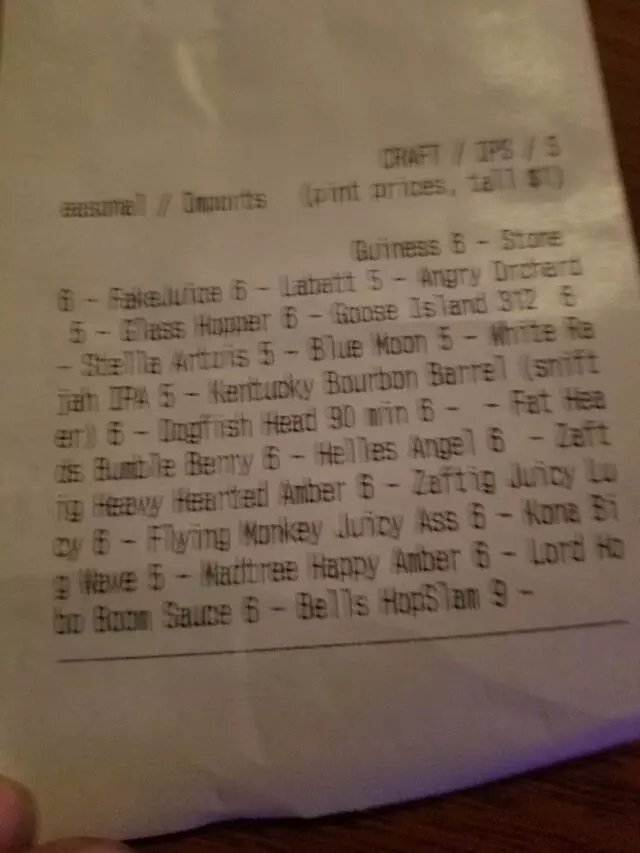 DRAFT / IPS / S
easonal / Imports (pint prices, tall $1)
Guiness 6 - Stone
6 - FakeJuice 6 - Labatt 5 - Angry Orchard
5 - Glass Hopper 6 - Goose Island 312 6
- Stella Artois 5 - Blue Moon 5 - White Ra
jah IPA 5 - Kentucky Bourbon Barrel (snift
er) 6 - Dogfish Head 90 min 6 - - Fat Hea
ds Bumble Berry 6 - Helles Angel 6 - Zaft
ig Heavy Hearted Amber 6 - Zaftig Juicy Lu
cy 6 - Flying Monkey Juicy Ass 6 - Kona Bi
g Wave 5 - Madtree Happy Amber 6 - Lord Ho
bo Boom Sauce 6 - Bells HopSlam 9 -